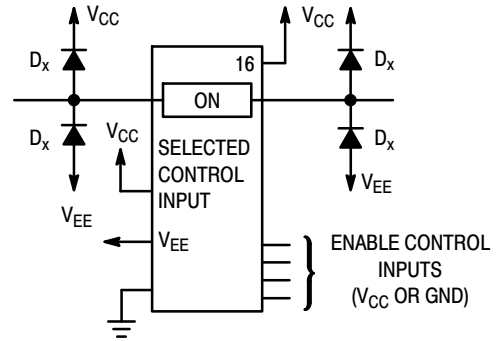 V_CC
V_CC
D_x
16
D_x
ON
D_x
V_CC
D_x
SELECTED
CONTROL
INPUT
V_EE
V_EE
V_EE
ENABLE CONTROL
INPUTS
(V_CC OR GND)